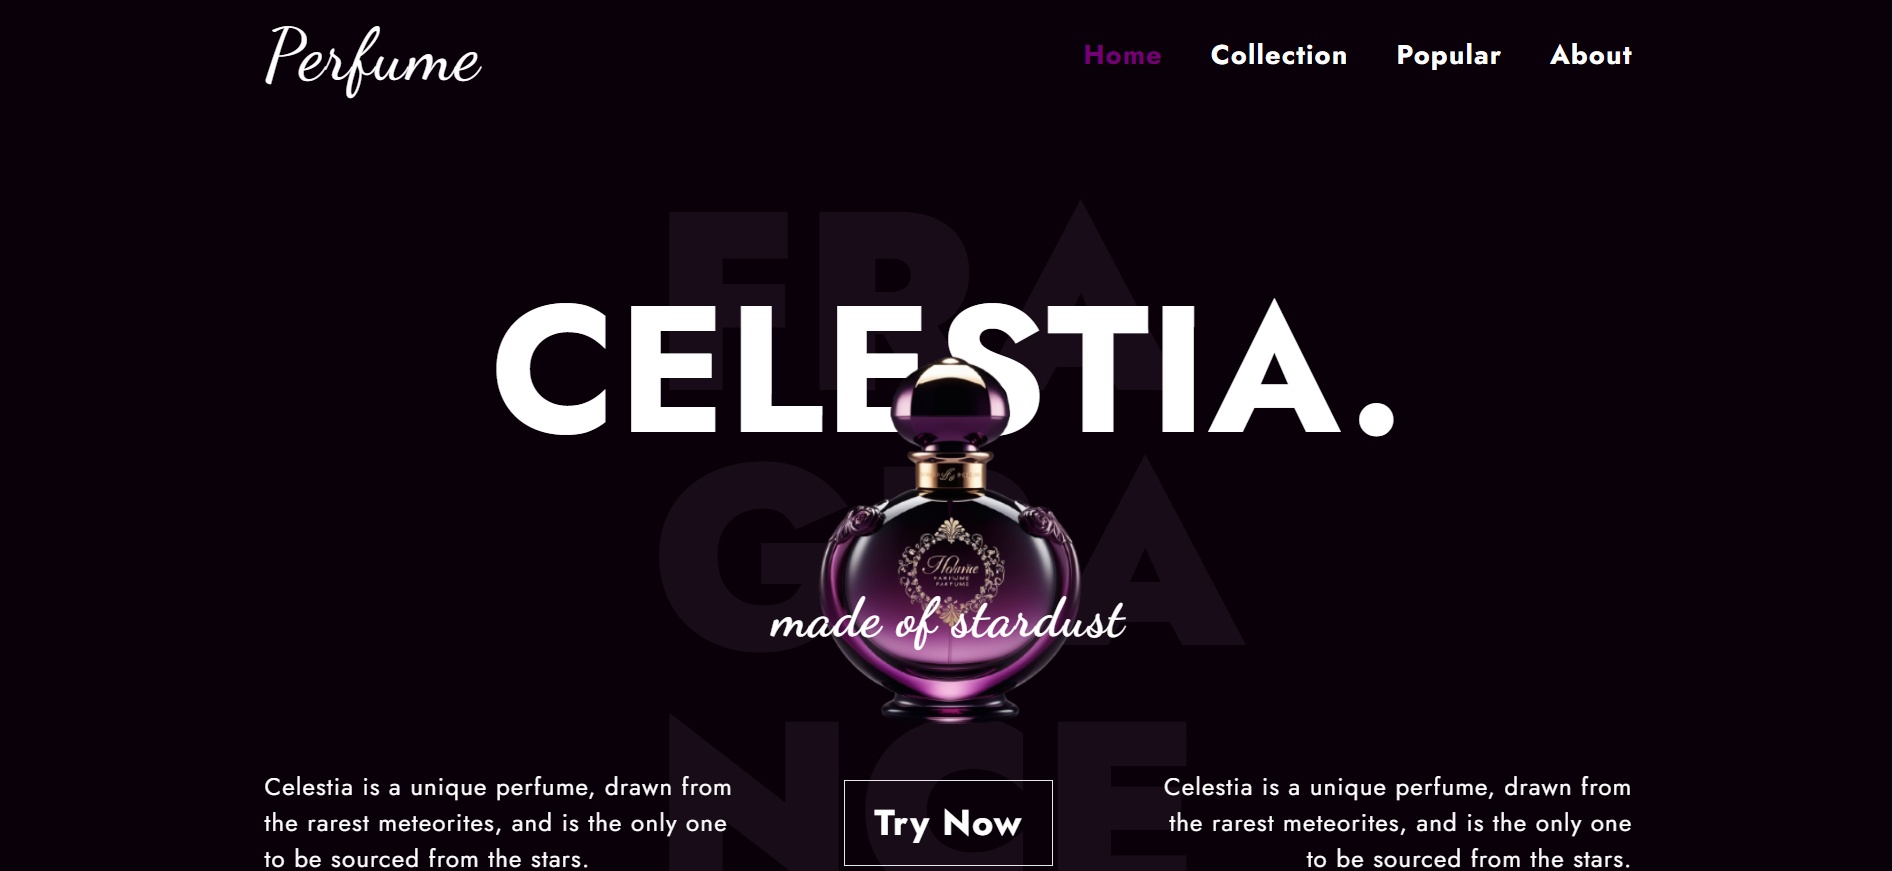 Perfume
Home Collection Popular About
FRA
CELESTIA.
GRA
PARFUME
made of stardust
NCE
Celestia is a unique perfume, drawn from
the rarest meteorites, and is the only one
to be sourced from the stars.
Try Now
Celestia is a unique perfume, drawn from
the rarest meteorites, and is the only one
to be sourced from the stars.